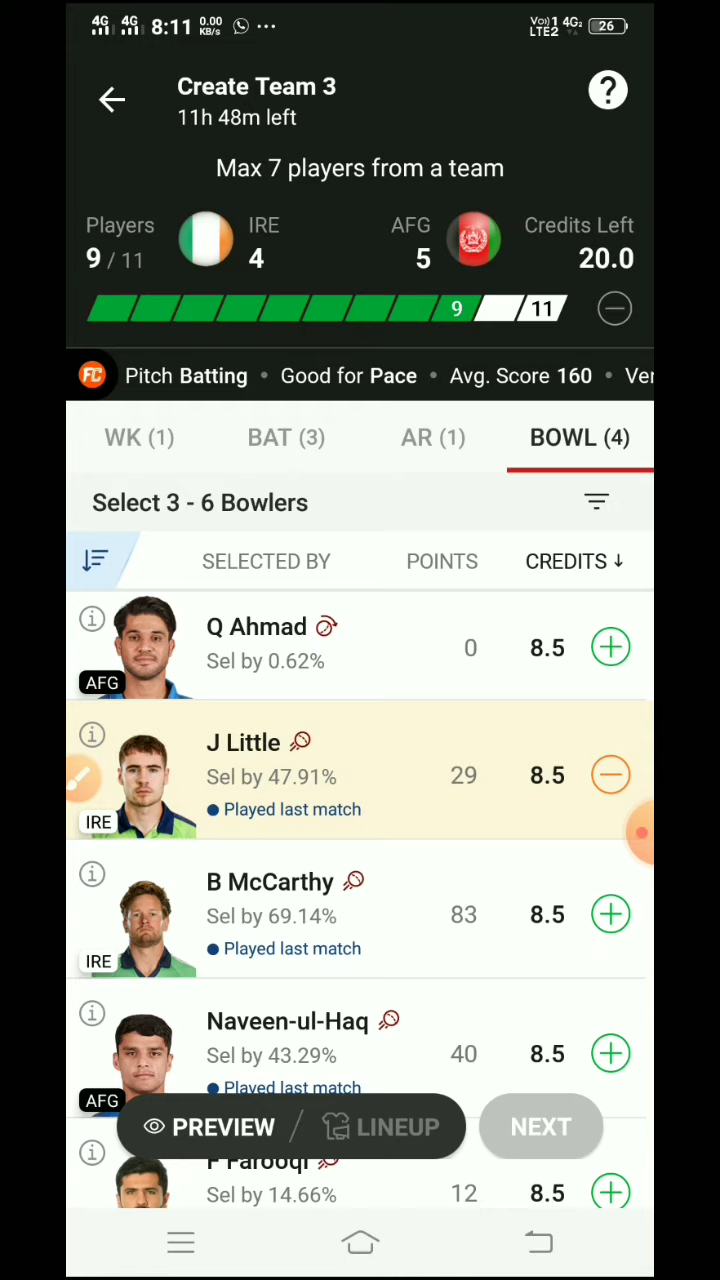 4G 4G 8:11 0.00 KB/s ... Vo))1 LTE2 4G2 26
Create Team 3
11h 48m left
?
Max 7 players from a team
Players IRE AFG Credits Left
9 / 11 4 5 20.0
9 11
FC Pitch Batting • Good for Pace • Avg. Score 160 • Ver
WK (1) BAT (3) AR (1) BOWL (4)
Select 3 - 6 Bowlers
SELECTED BY POINTS CREDITS ↓
Q Ahmad
Sel by 0.62% 0 8.5
AFG
J Little
Sel by 47.91% 29 8.5
Played last match
IRE
B McCarthy
Sel by 69.14% 83 8.5
Played last match
IRE
Naveen-ul-Haq
Sel by 43.29% 40 8.5
Played last match
AFG
PREVIEW / LINEUP NEXT
F Farooqi
Sel by 14.66% 12 8.5